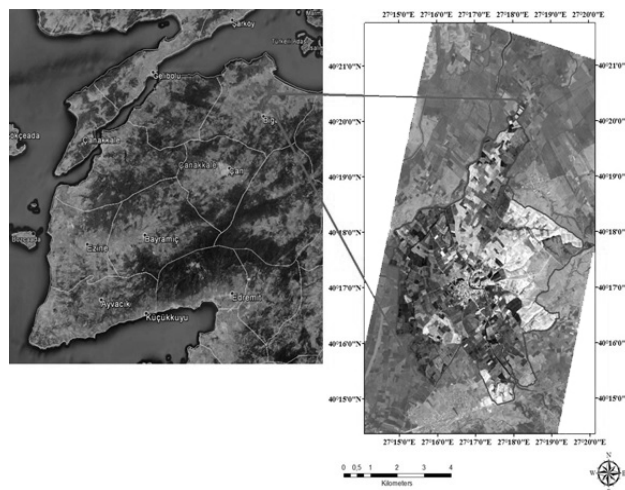 Şarköy
Gelibolu
Biga
Çanakkale
Çanakkale
Çan
Bozcaada
Ezine
Bayramiç
Ayvacık
Edremit
Küçükkuyu
27°15'0"E 27°16'0"E 27°17'0"E 27°18'0"E 27°19'0"E 27°20'0"E
40°21'0"N 40°21'0"N
40°20'0"N 40°20'0"N
40°19'0"N 40°19'0"N
40°18'0"N 40°18'0"N
40°17'0"N 40°17'0"N
40°16'0"N 40°16'0"N
40°15'0"N 40°15'0"N
27°15'0"E 27°16'0"E 27°17'0"E 27°18'0"E 27°19'0"E 27°20'0"E
0 0,5 1 2 3 4
Kilometers
N
W E
S